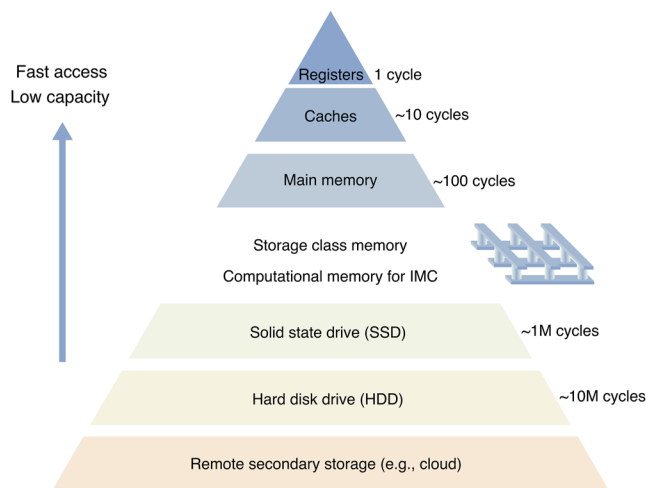 Fast access
Low capacity
Registers 1 cycle
Caches ~10 cycles
Main memory ~100 cycles
Storage class memory
Computational memory for IMC
Solid state drive (SSD) ~1M cycles
Hard disk drive (HDD) ~10M cycles
Remote secondary storage (e.g., cloud)